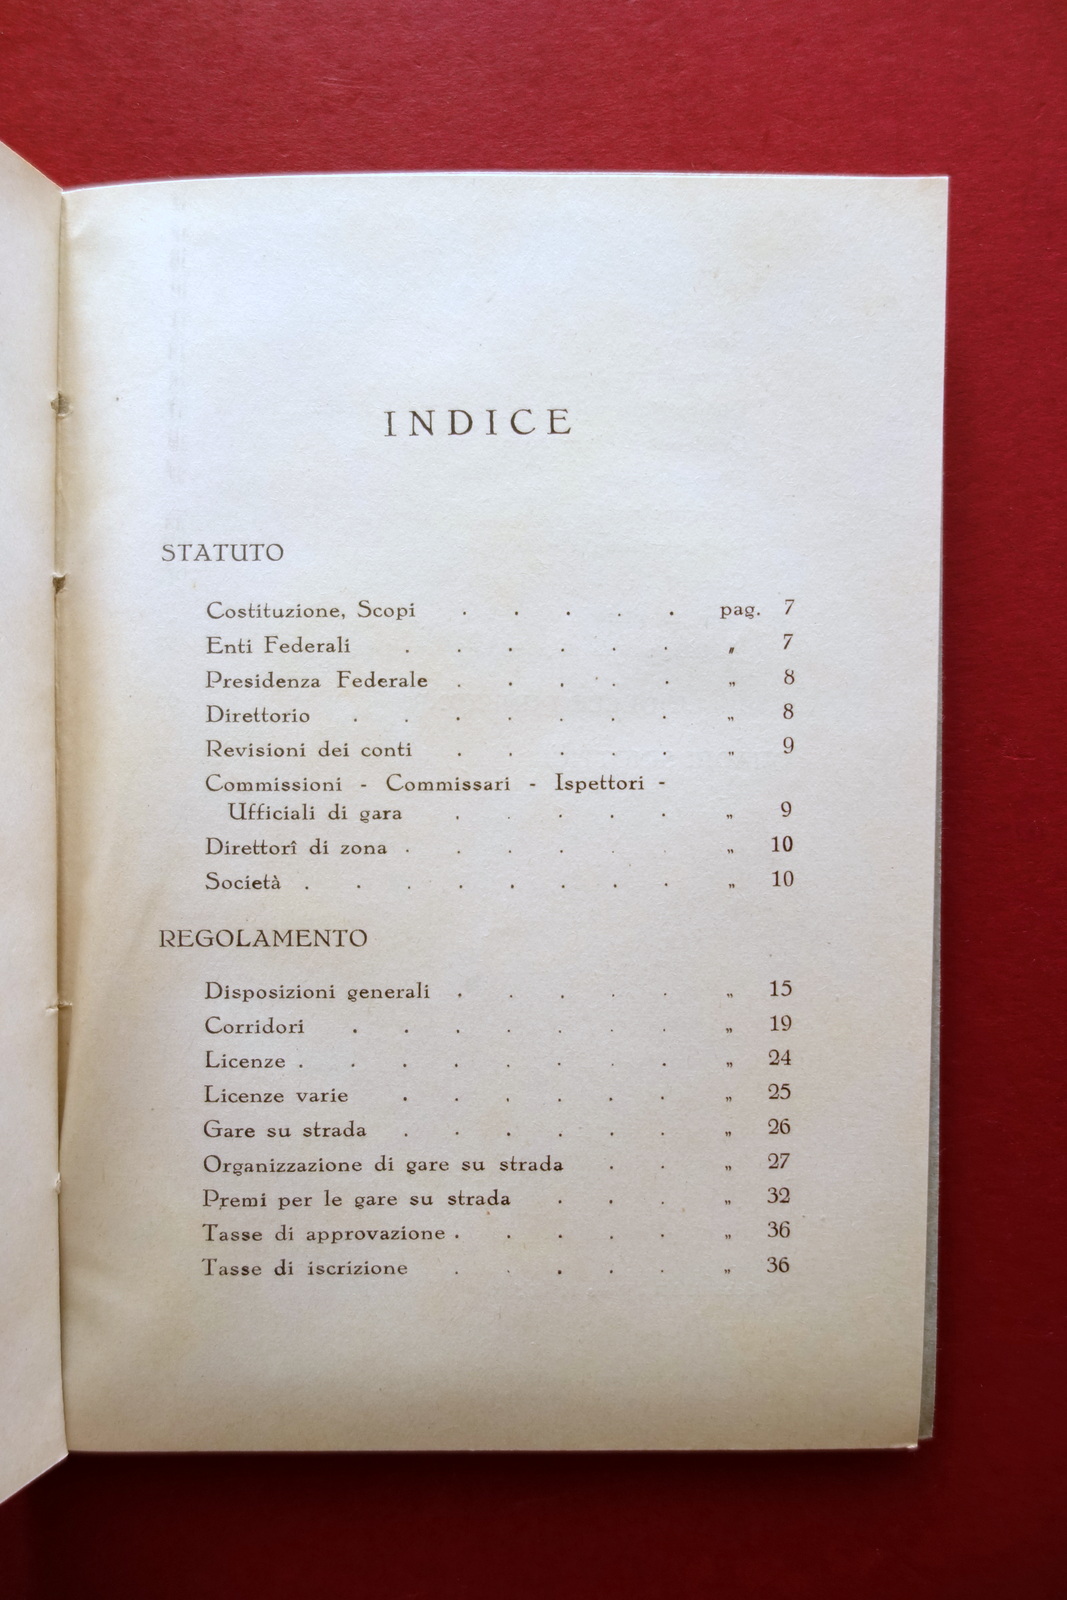 INDICE
STATUTO
Costituzione, Scopi . . . . . pag. 7
Enti Federali . . . . . . „ 7
Presidenza Federale . . . . . „ 8
Direttorio . . . . . . . „ 8
Revisioni dei conti . . . . . „ 9
Commissioni - Commissari - Ispettori -
Ufficiali di gara . . . . . „ 9
Direttorî di zona . . . . . . „ 10
Società . . . . . . . . „ 10
REGOLAMENTO
Disposizioni generali . . . . . „ 15
Corridori . . . . . . . „ 19
Licenze . . . . . . . . „ 24
Licenze varie . . . . . . „ 25
Gare su strada . . . . . . „ 26
Organizzazione di gare su strada . . „ 27
Premi per le gare su strada . . . „ 32
Tasse di approvazione . . . . . „ 36
Tasse di iscrizione . . . . . „ 36